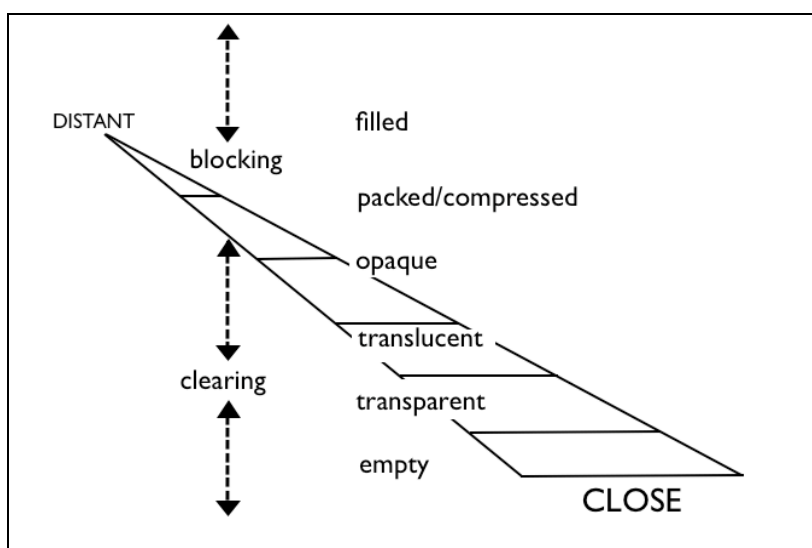 DISTANT
filled
blocking
packed/compressed
opaque
translucent
clearing
transparent
empty
CLOSE